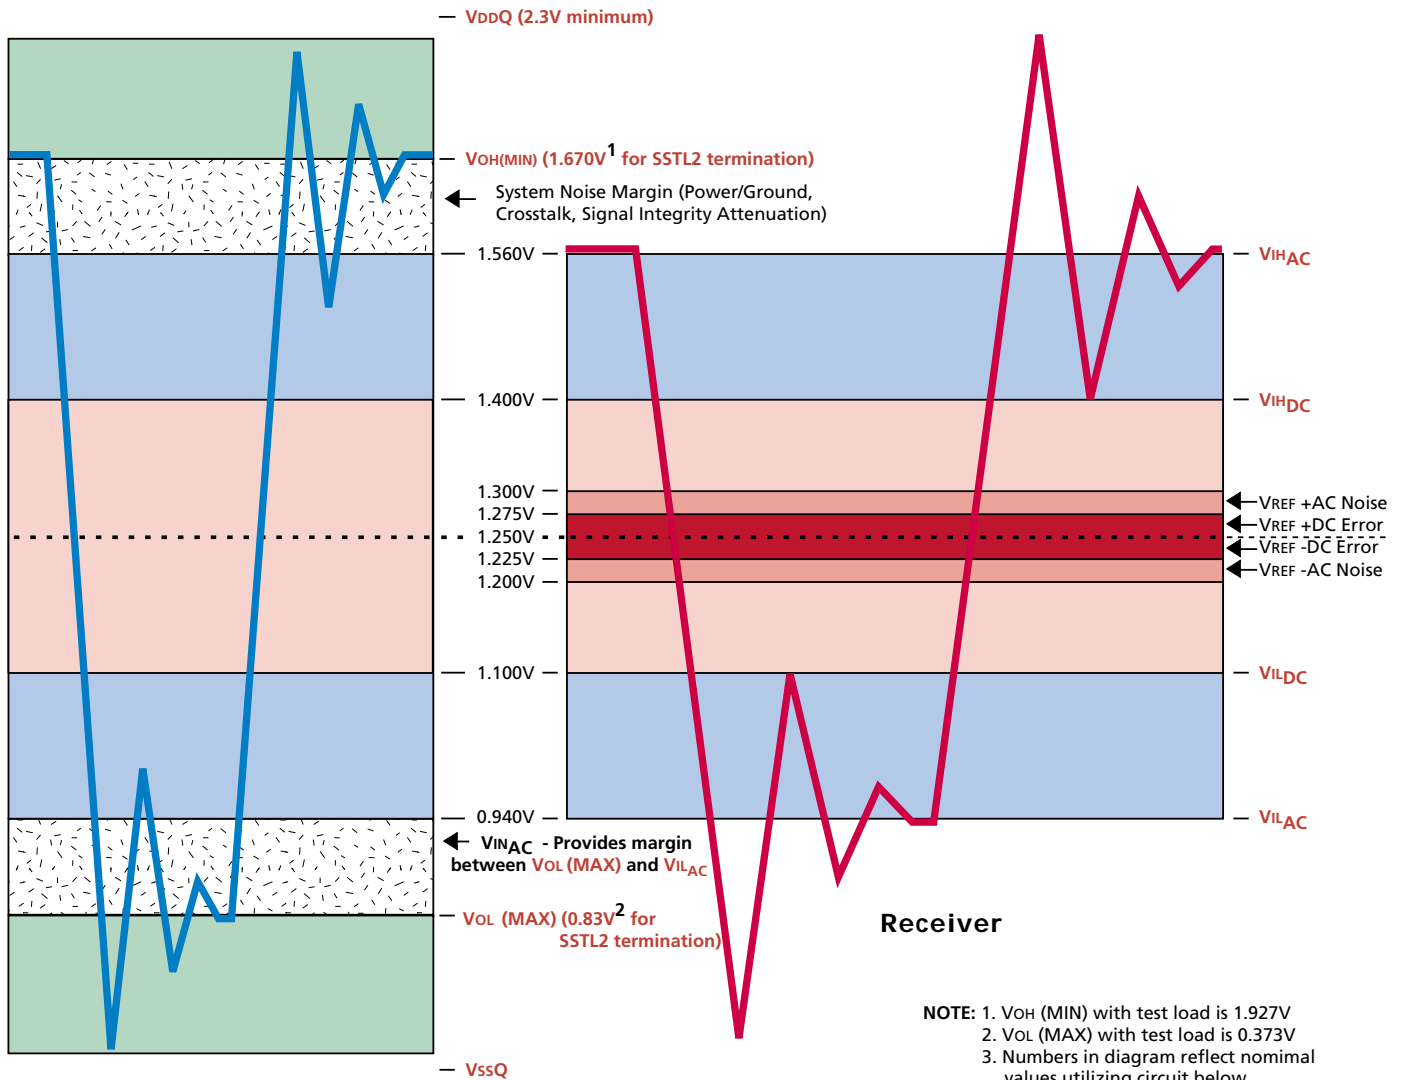 VDDQ (2.3V minimum)
VOH(MIN) (1.670V1 for SSTL2 termination)
System Noise Margin (Power/Ground,
Crosstalk, Signal Integrity Attenuation)
1.560V
VIHAC
1.400V
VIHDC
1.300V
1.275V
1.250V
1.225V
1.200V
VREF +AC Noise
VREF +DC Error
VREF -DC Error
VREF -AC Noise
1.100V
VILDC
0.940V
VILAC
VINAC - Provides margin
between VOL (MAX) and VILAC
VOL (MAX) (0.83V2 for
SSTL2 termination)
Receiver
NOTE: 1. VOH (MIN) with test load is 1.927V
2. VOL (MAX) with test load is 0.373V
3. Numbers in diagram reflect nomimal
values utilizing circuit below
VssQ